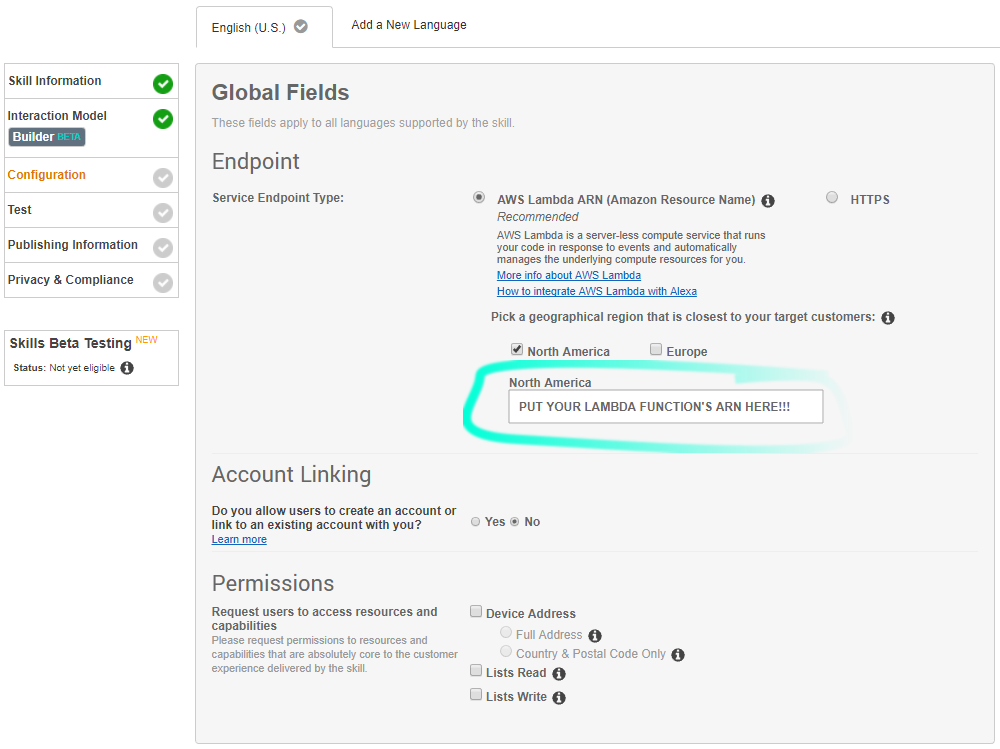 English (U.S.)
Add a New Language
Skill Information
Interaction Model
Builder BETA
Configuration
Test
Publishing Information
Privacy & Compliance
Skills Beta Testing NEW
Status: Not yet eligible
Global Fields
These fields apply to all languages supported by the skill.
Endpoint
Service Endpoint Type:
AWS Lambda ARN (Amazon Resource Name)
HTTPS
Recommended
AWS Lambda is a server-less compute service that runs
your code in response to events and automatically
manages the underlying compute resources for you.
More info about AWS Lambda
How to integrate AWS Lambda with Alexa
Pick a geographical region that is closest to your target customers:
North America
Europe
North America
PUT YOUR LAMBDA FUNCTION'S ARN HERE!!!
Account Linking
Do you allow users to create an account or
link to an existing account with you?
Learn more
Yes No
Permissions
Request users to access resources and
capabilities
Please request permissions to resources and
capabilities that are absolutely core to the customer
experience delivered by the skill.
Device Address
Full Address
Country & Postal Code Only
Lists Read
Lists Write